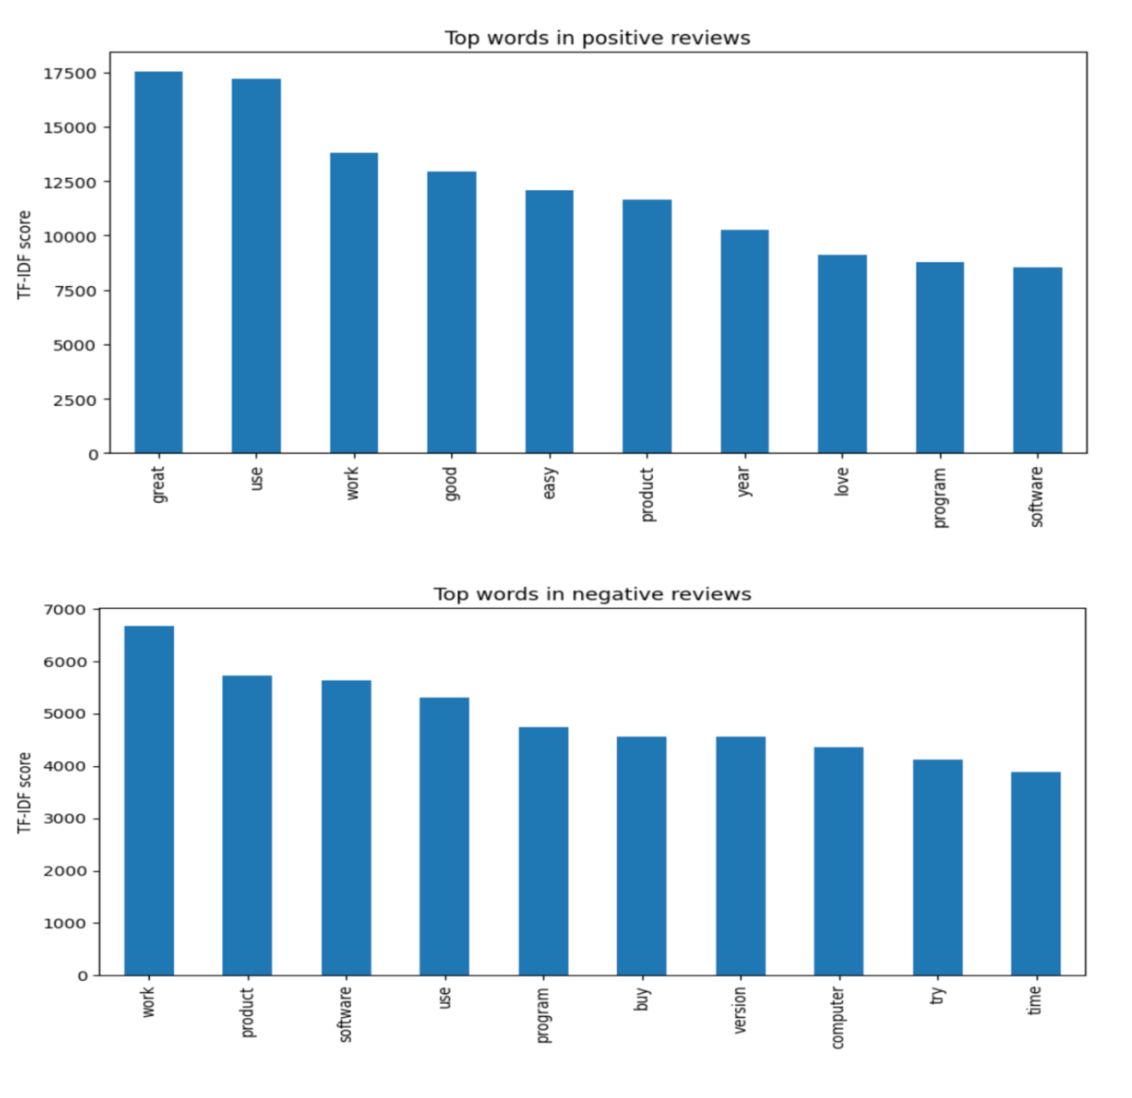 Top words in positive reviews
17500
15000
12500
10000
7500
5000
2500
0
TF-IDF score
great use work good easy product year love program software
Top words in negative reviews
7000
6000
5000
4000
3000
2000
1000
0
TF-IDF score
work product software use program buy version computer try time